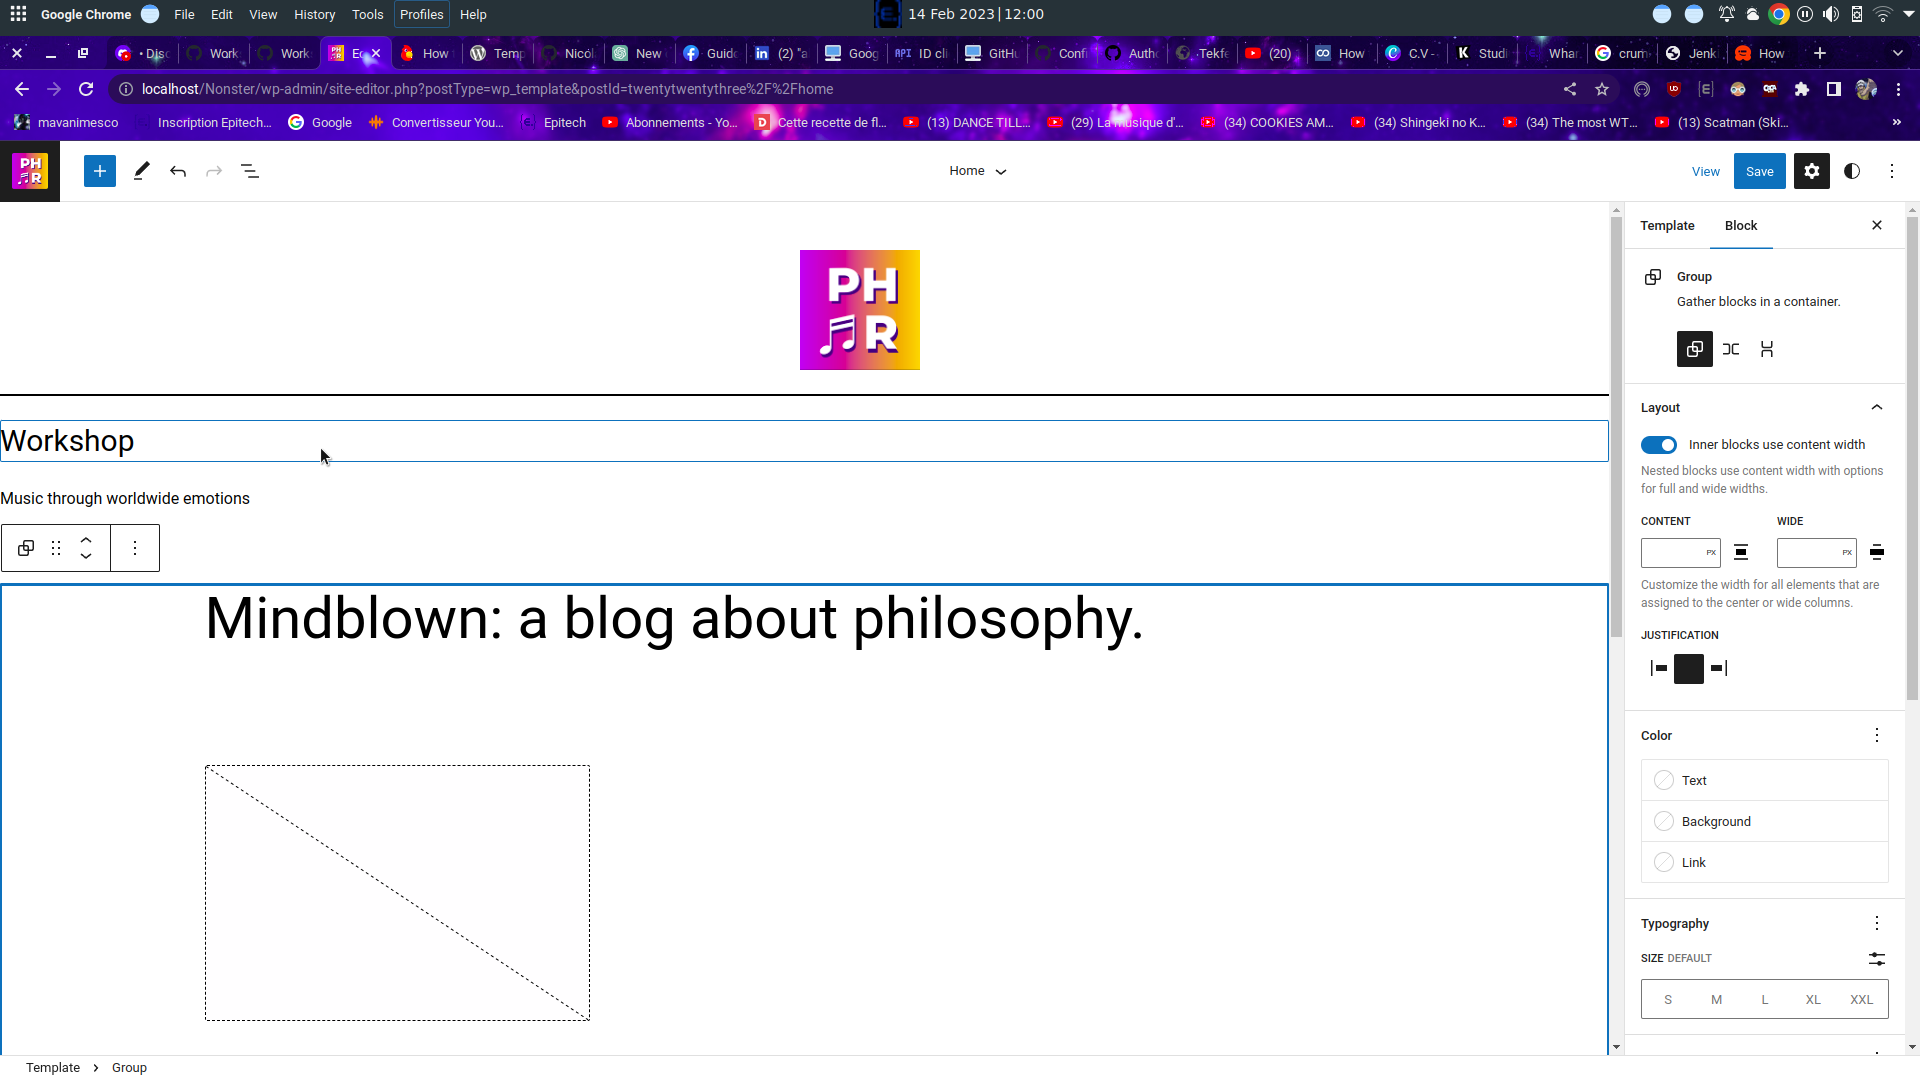 Google Chrome File Edit View History Tools Profiles Help 14 Feb 2023 | 12:00
• Disc Work Work Ec How Temp Nicol New Guid (2) "a Goog API ID cli GitHu Confi Auth Tekfe (20) How C.V - Studi Whar crum Jenk How
localhost/Nonster/wp-admin/site-editor.php?postType=wp_template&postId=twentytwentythree%2F%2Fhome
mavanimesco Inscription Epitech... Google Convertisseur You... Epitech Abonnements - Yo... Cette recette de fl... (13) DANCE TILL... (29) La musique d'... (34) COOKIES AM... (34) Shingeki no K... (34) The most WT... (13) Scatman (Ski... »
PH
R
Home
View Save
PH
R
Workshop
Music through worldwide emotions
Mindblown: a blog about philosophy.
Template Block
Group
Gather blocks in a container.
Layout
Inner blocks use content width
Nested blocks use content width with options
for full and wide widths.
CONTENT WIDE
PX PX
Customize the width for all elements that are
assigned to the center or wide columns.
JUSTIFICATION
Color
Text
Background
Link
Typography
SIZE DEFAULT
S M L XL XXL
Template > Group